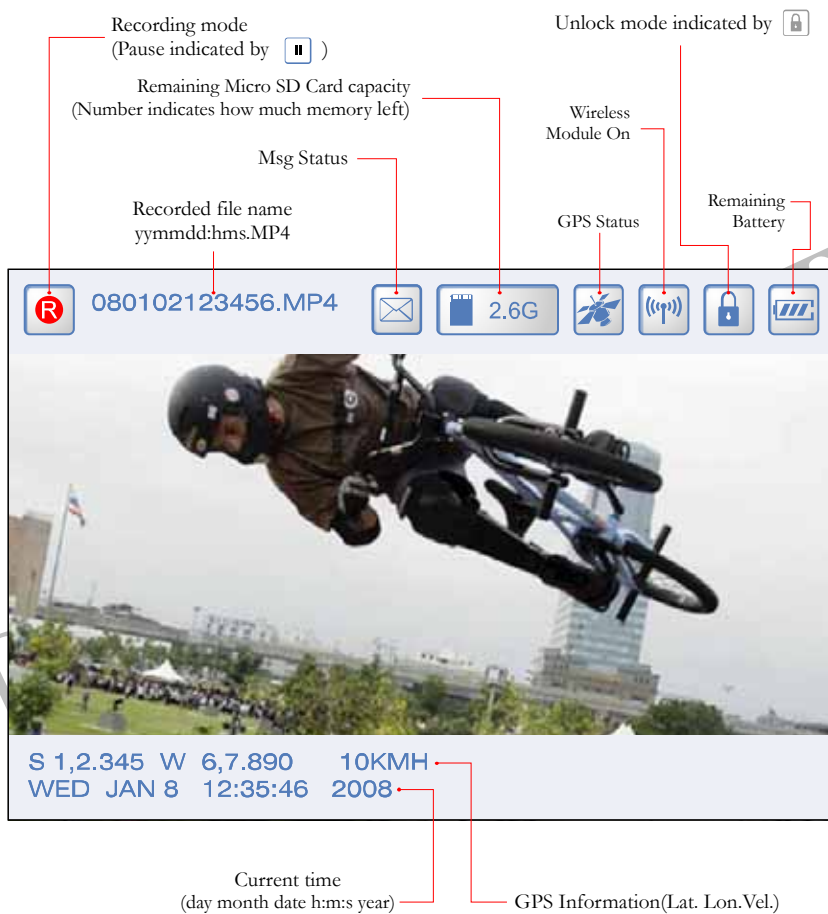 Recording mode
(Pause indicated by )
Unlock mode indicated by
Remaining Micro SD Card capacity
(Number indicates how much memory left)
Wireless
Module On
Msg Status
Recorded file name
yymmdd:hms.MP4
GPS Status
Remaining
Battery
R 080102123456.MP4 2.6G
S 1,2.345 W 6,7.890 10KMH
WED JAN 8 12:35:46 2008
Current time
(day month date h:m:s year)
GPS Information(Lat. Lon.Vel.)